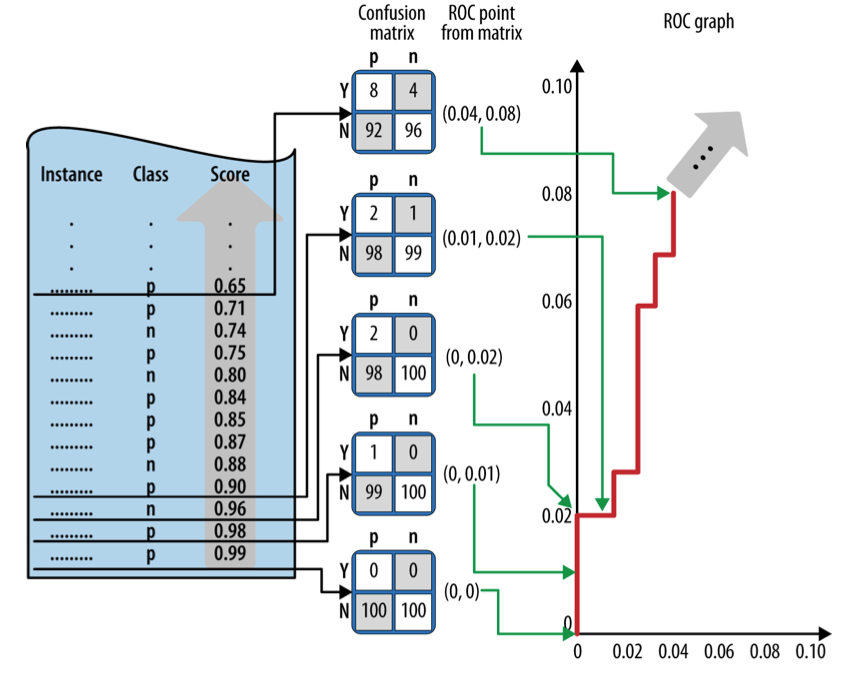 Confusion matrix
ROC point from matrix
ROC graph
p n
Y 8 4
N 92 96
(0.04, 0.08)
p n
Y 2 1
N 98 99
(0.01, 0.02)
p n
Y 2 0
N 98 100
(0, 0.02)
p n
Y 1 0
N 99 100
(0, 0.01)
p n
Y 0 0
N 100 100
(0, 0)
Instance Class Score
. . .
. . .
. . .
......... p 0.65
......... p 0.71
......... n 0.74
......... p 0.75
......... n 0.80
......... p 0.84
......... p 0.85
......... p 0.87
......... n 0.88
......... p 0.90
......... n 0.96
......... p 0.98
......... p 0.99
...
0.10
0.08
0.06
0.04
0.02
0
0 0.02 0.04 0.06 0.08 0.10